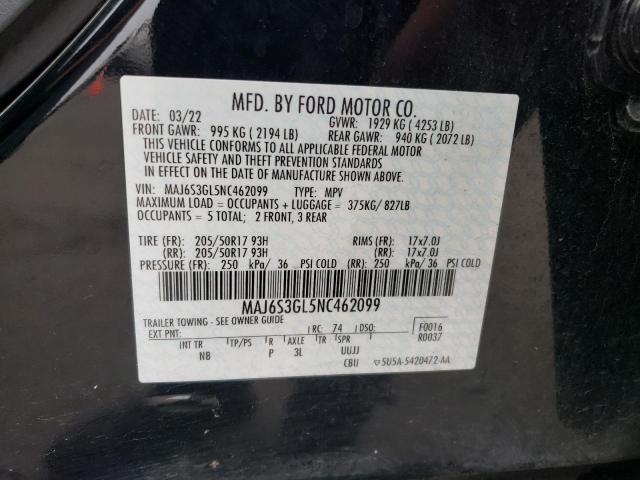 MFD. BY FORD MOTOR CO.
DATE: 03/22 GVWR: 1929 KG ( 4253 LB)
FRONT GAWR: 995 KG ( 2194 LB) REAR GAWR: 940 KG ( 2072 LB)
THIS VEHICLE CONFORMS TO ALL APPLICABLE FEDERAL MOTOR
VEHICLE SAFETY AND THEFT PREVENTION STANDARDS
IN EFFECT ON THE DATE OF MANUFACTURE SHOWN ABOVE.
VIN: MAJ6S3GL5NC462099 TYPE: MPV
MAXIMUM LOAD = OCCUPANTS + LUGGAGE = 375KG/ 827LB
OCCUPANTS = 5 TOTAL; 2 FRONT, 3 REAR
TIRE (FR): 205/50R17 93H RIMS (FR): 17x7.0J
(RR): 205/50R17 93H (RR): 17x7.0J
PRESSURE (FR): 250 kPa/ 36 PSI COLD (RR): 250 kPa/ 36 PSI COLD
MAJ6S3GL5NC462099
TRAILER TOWING - SEE OWNER GUIDE
EXT PNT: RC: 74 DSO: F0016
R0037
INT TR TP/PS R AXLE TR SPR
NB P 3L UUJJ
CBU 5U5A-5420472-AA